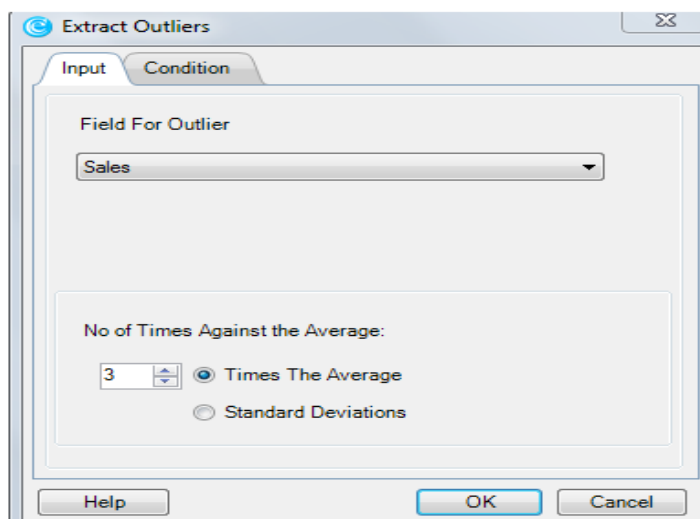 Extract Outliers
Input Condition
Field For Outlier
Sales
No of Times Against the Average:
3 Times The Average
Standard Deviations
Help OK Cancel